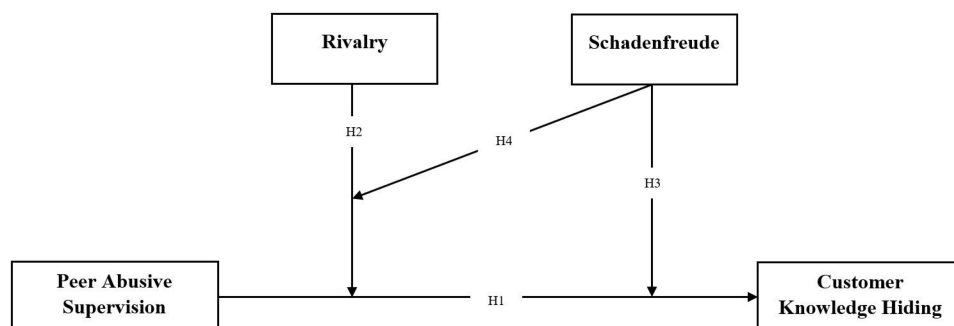 Rivalry
Schadenfreude
H2
H4
H3
Peer Abusive
Supervision
H1
Customer
Knowledge Hiding